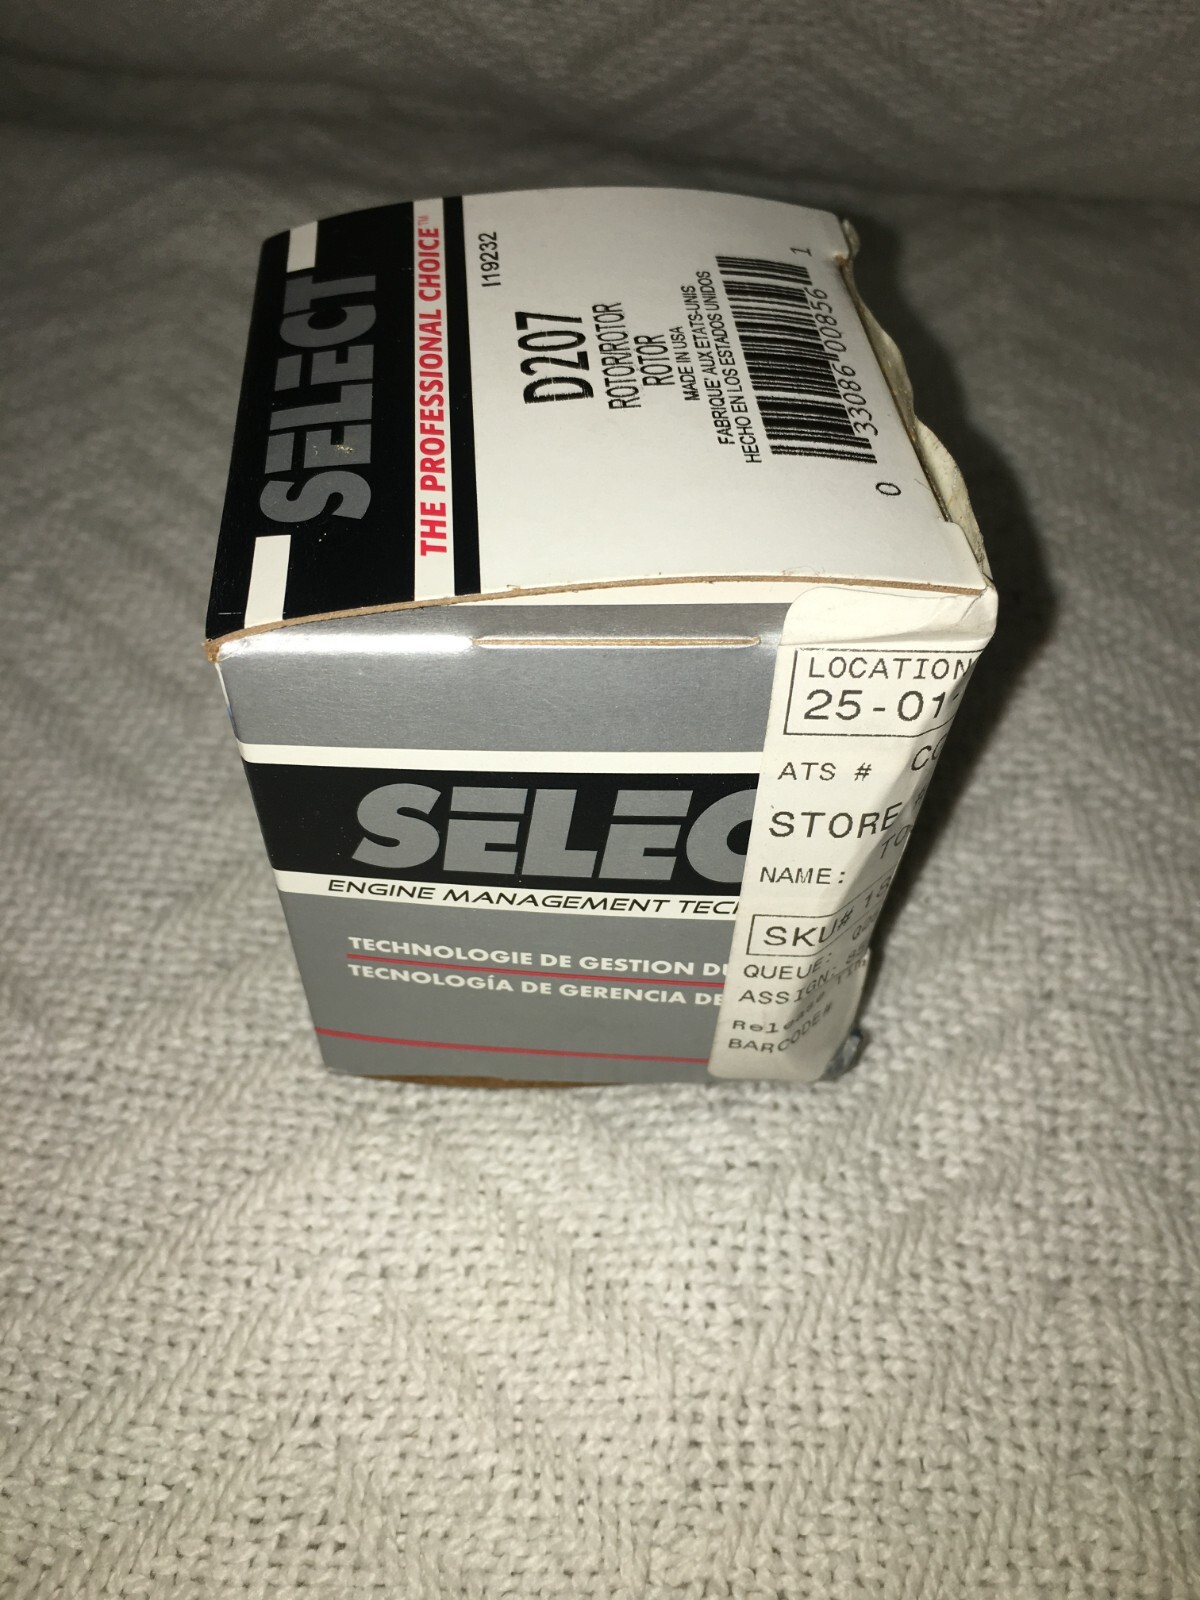 SELECT
THE PROFESSIONAL CHOICE™
I19232
D207
ROTOR/ROTOR
ROTOR
MADE IN USA
FABRIQUE' AUX ETATS-UNIS
HECHO EN LOS ESTADOS UNIDOS
0 33086 00856 1
SELEC
ENGINE MANAGEMENT TEC
TECHNOLOGIE DE GESTION DU
TECNOLOGÍA DE GERENCIA DE
LOCATION
25-01-
ATS #
STORE #
NAME:
SKU#
QUEUE:
ASSIGN:
Release
BARCODE#